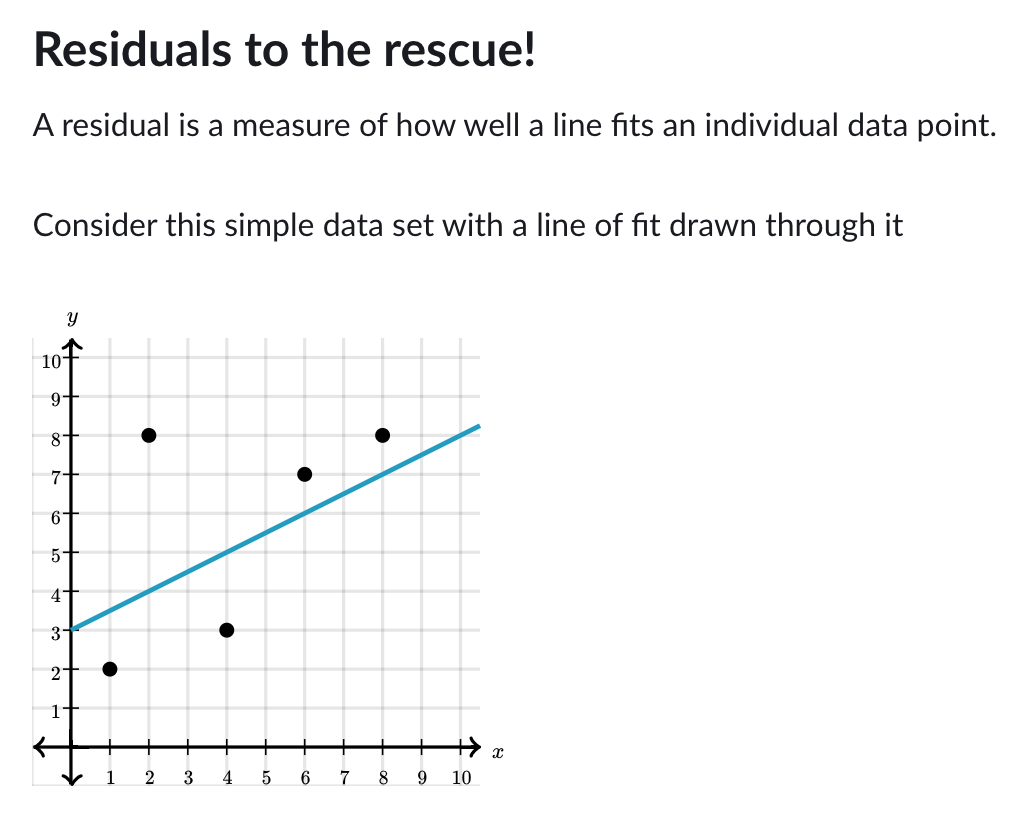 Residuals to the rescue!
A residual is a measure of how well a line fits an individual data point.
Consider this simple data set with a line of fit drawn through it
y
10
9
8
7
6
5
4
3
2
1
x
1 2 3 4 5 6 7 8 9 10